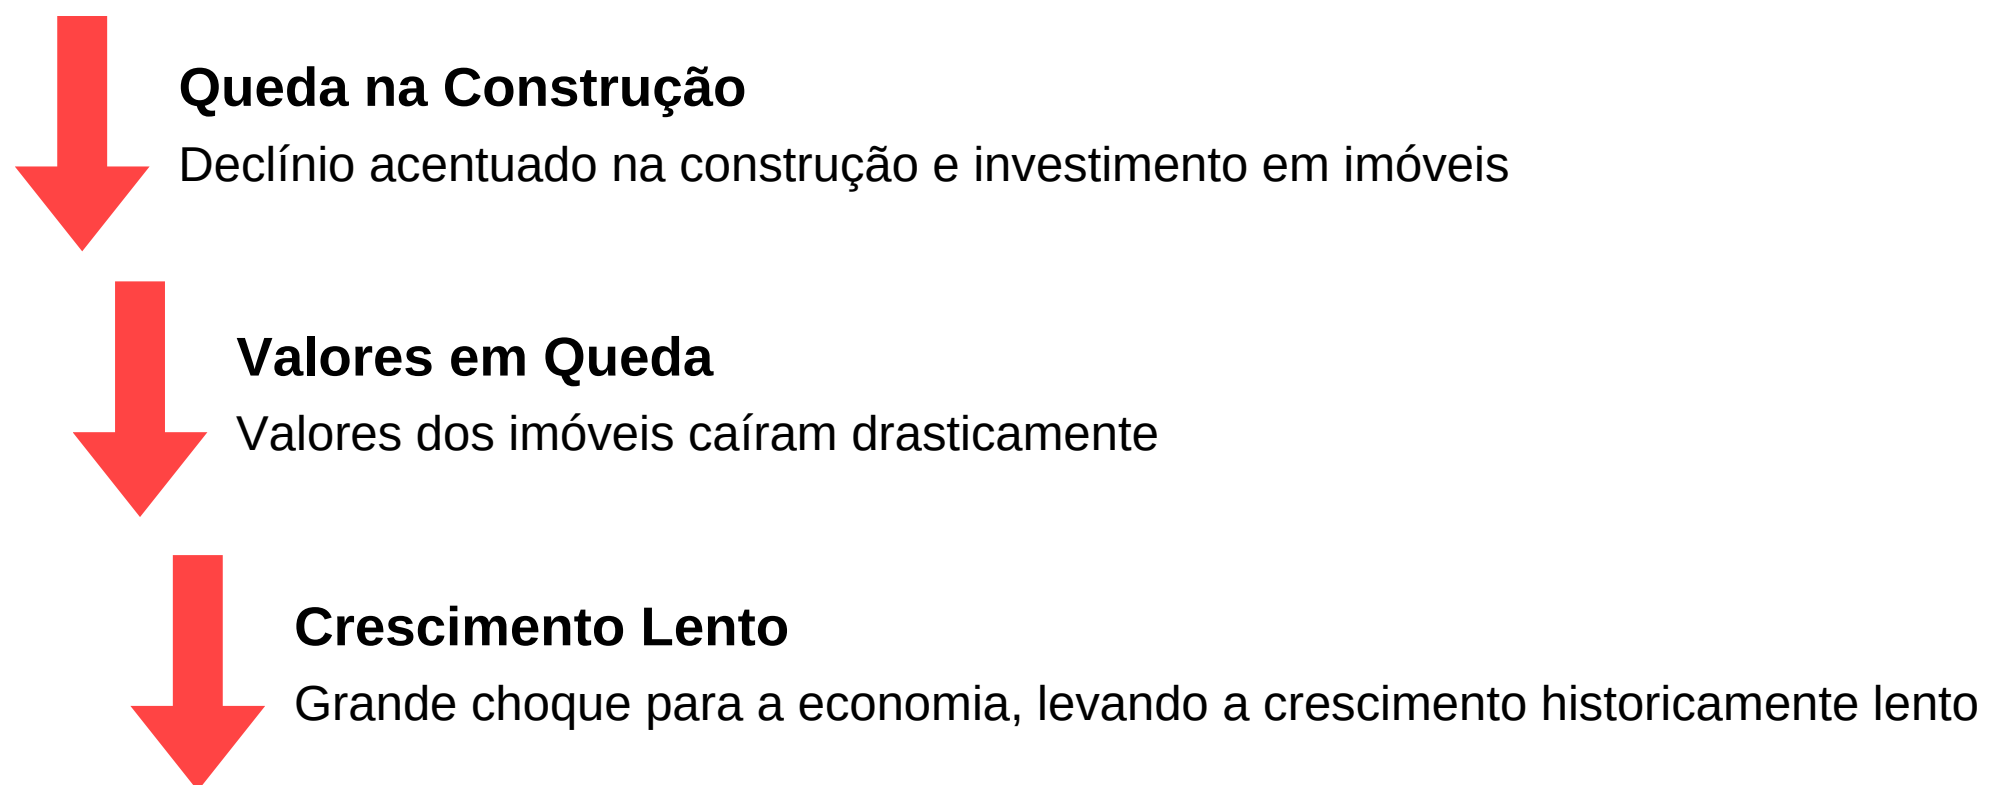 Queda na Construção
Declínio acentuado na construção e investimento em imóveis
Valores em Queda
Valores dos imóveis caíram drasticamente
Crescimento Lento
Grande choque para a economia, levando a crescimento historicamente lento